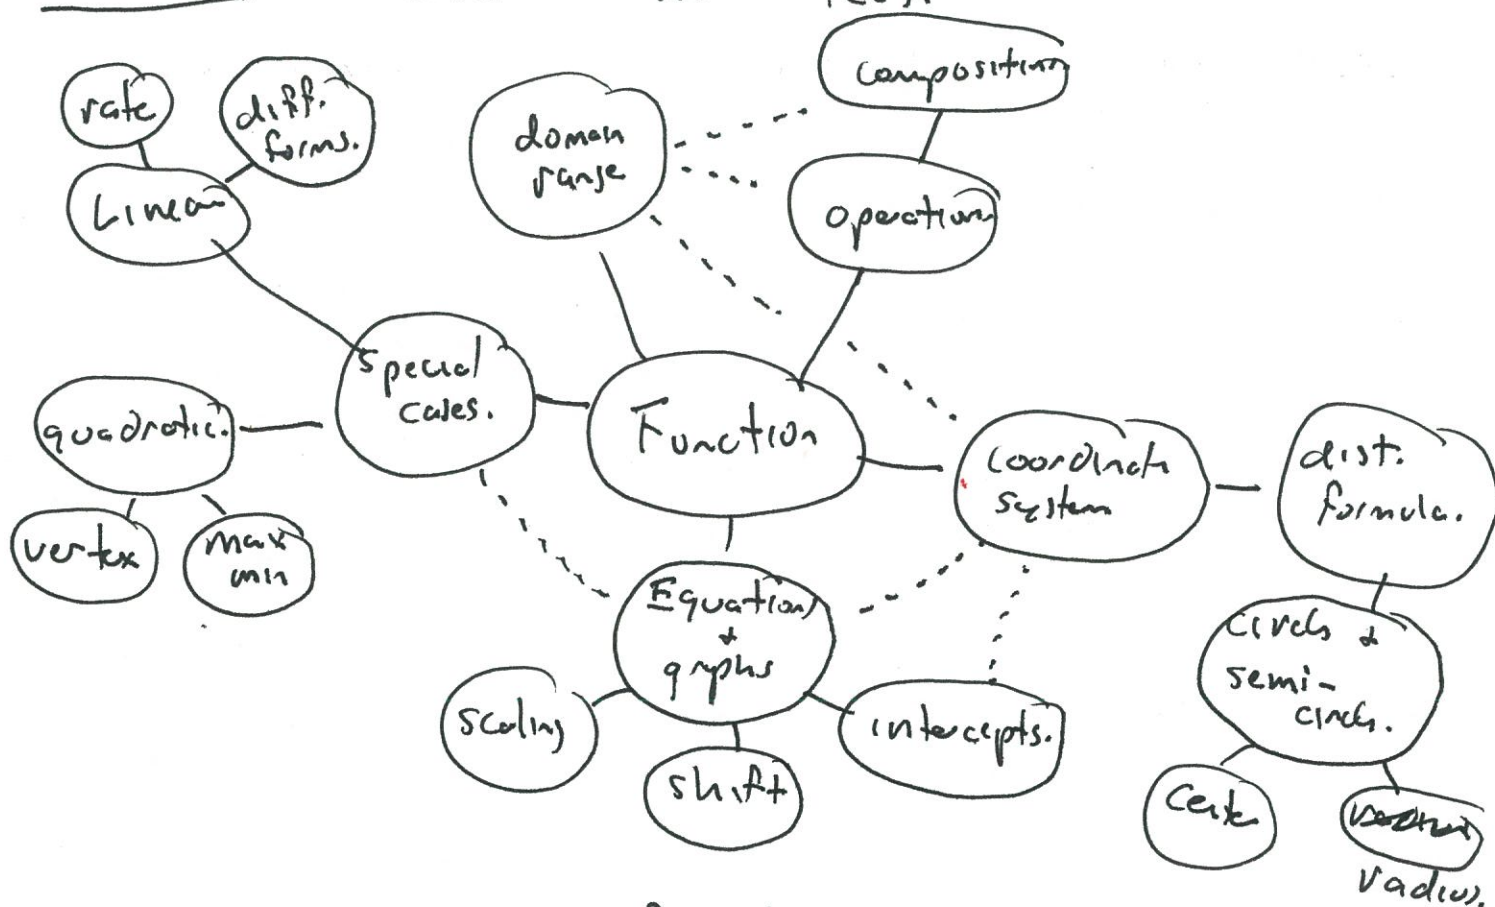 composition
rate
diff.
forms.
domain
range
Linear
operations
special
cases.
Function
quadratic.
coordinate
system
dist.
formula.
vertex
max
min
Equations
+
graphs
circles +
semi-
circles.
scaling
intercepts.
shift
Center
radius.